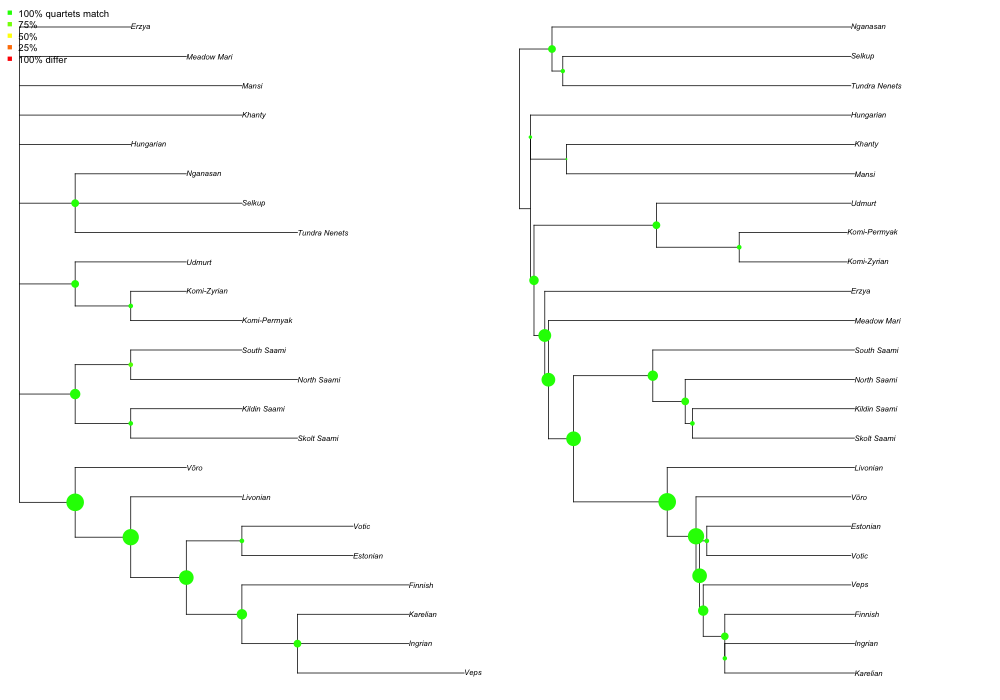 100% quartets match
75%
50%
25%
100% differ
Erzya
Meadow Mari
Mansi
Khanty
Hungarian
Nganasan
Selkup
Tundra Nenets
Udmurt
Komi-Zyrian
Komi-Permyak
South Saami
North Saami
Kildin Saami
Skolt Saami
Võro
Livonian
Votic
Estonian
Finnish
Karelian
Ingrian
Veps
Nganasan
Selkup
Tundra Nenets
Hungarian
Khanty
Mansi
Udmurt
Komi-Permyak
Komi-Zyrian
Erzya
Meadow Mari
South Saami
North Saami
Kildin Saami
Skolt Saami
Livonian
Võro
Estonian
Votic
Veps
Finnish
Ingrian
Karelian